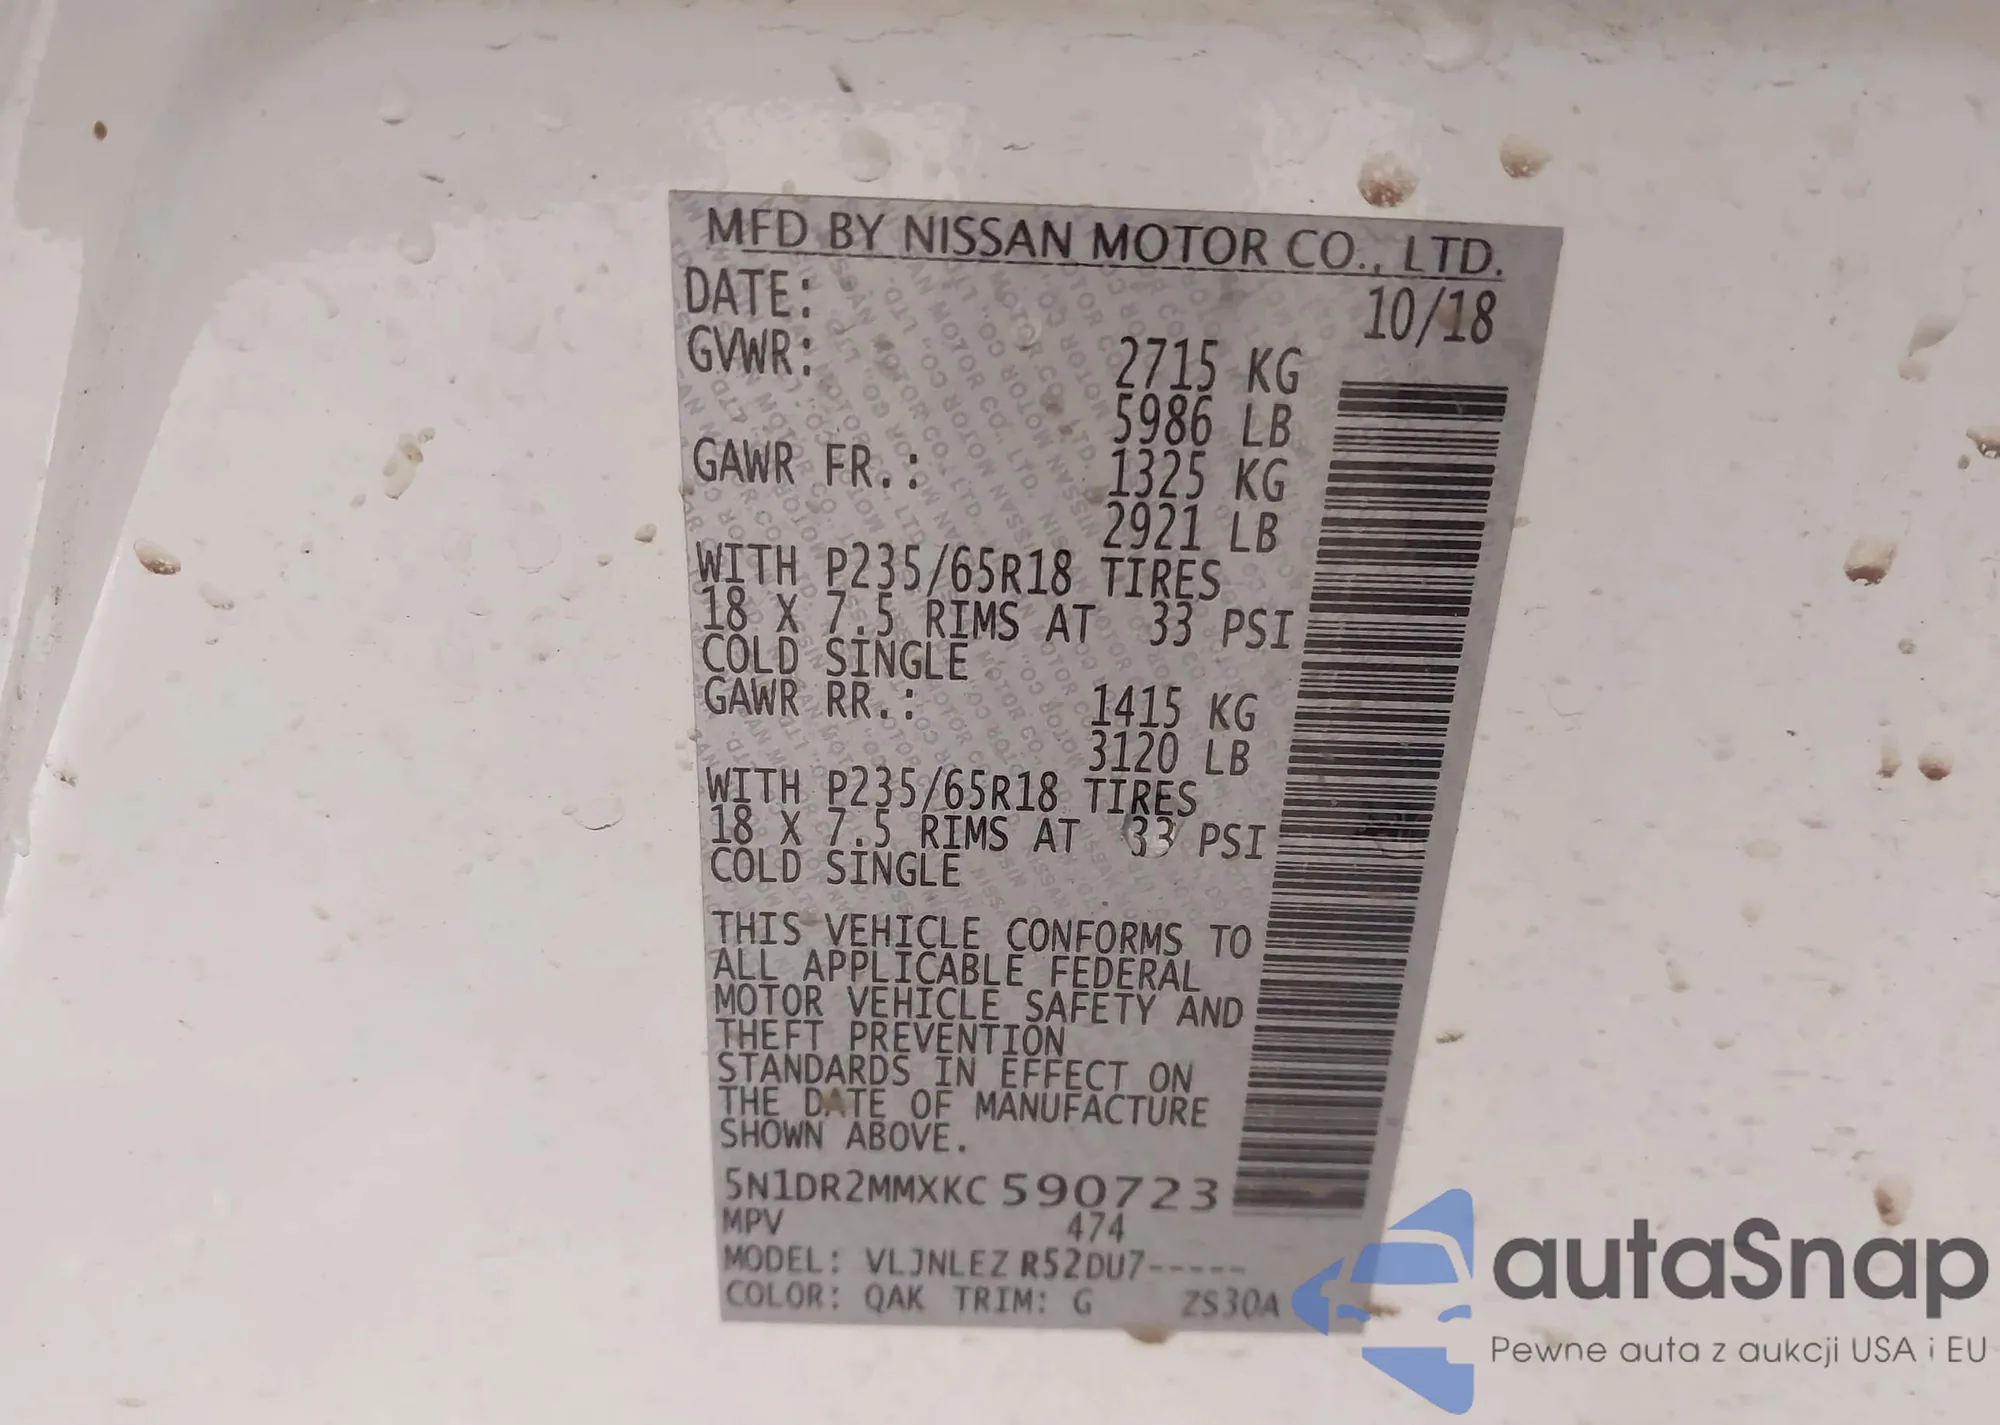 MFD BY NISSAN MOTOR CO., LTD.
DATE: 10/18
GVWR: 2715 KG
5986 LB
GAWR FR.: 1325 KG
2921 LB
WITH P235/65R18 TIRES
18 X 7.5 RIMS AT 33 PSI
COLD SINGLE
GAWR RR.: 1415 KG
3120 LB
WITH P235/65R18 TIRES
18 X 7.5 RIMS AT 33 PSI
COLD SINGLE
THIS VEHICLE CONFORMS TO
ALL APPLICABLE FEDERAL
MOTOR VEHICLE SAFETY AND
THEFT PREVENTION
STANDARDS IN EFFECT ON
THE DATE OF MANUFACTURE
SHOWN ABOVE.
5N1DR2MMXKC 590723
MPV 474
MODEL: VLJNLEZ R52DU7-----
COLOR: QAK TRIM: G ZS30A
autaSnap
Pewne auta z aukcji USA i EU